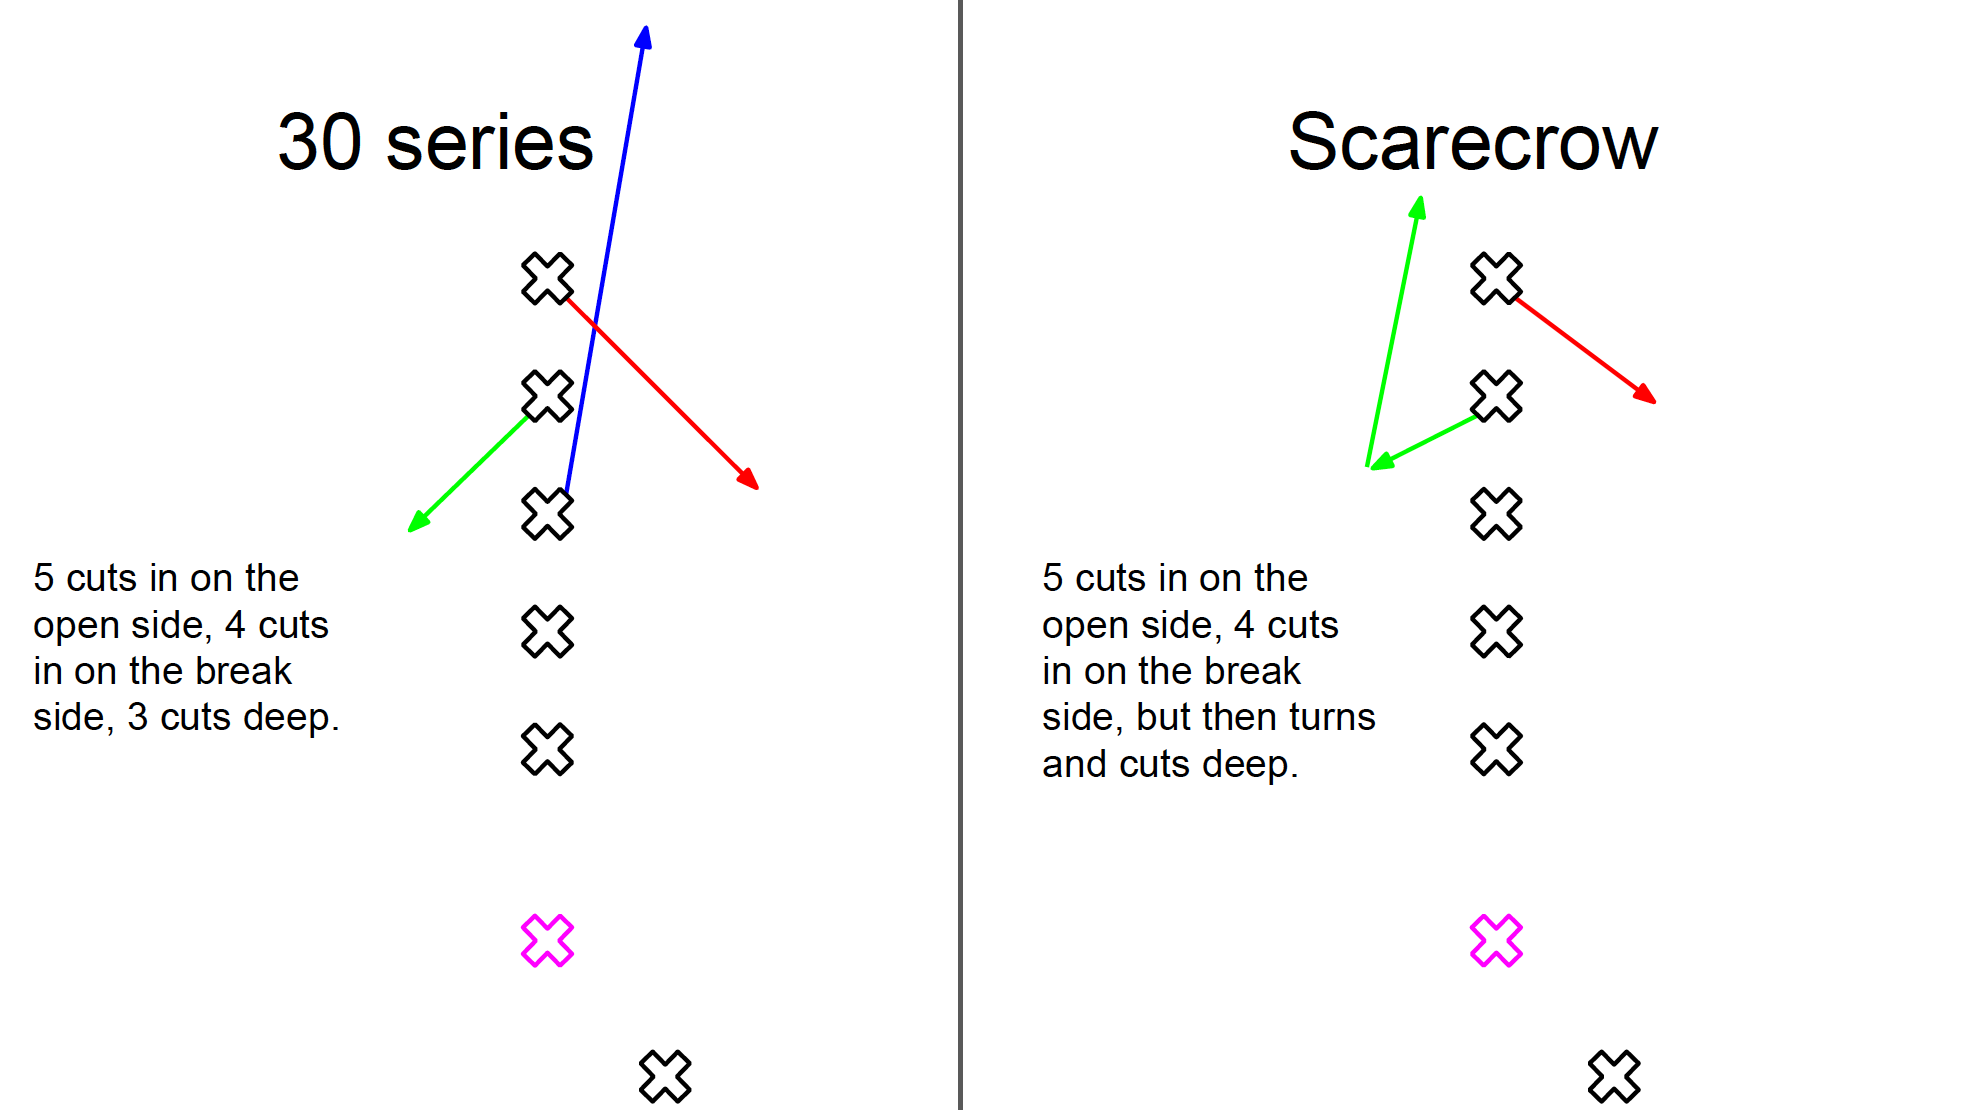 30 series
5 cuts in on the
open side, 4 cuts
in on the break
side, 3 cuts deep.
Scarecrow
5 cuts in on the
open side, 4 cuts
in on the break
side, but then turns
and cuts deep.